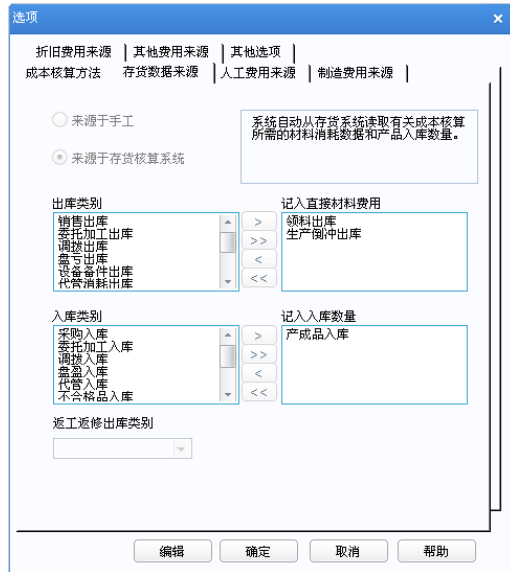 选项
折旧费用来源 其他费用来源 其他选项
成本核算方法 存货数据来源 人工费用来源 制造费用来源
来源于手工
来源于存货核算系统
系统自动从存货系统读取有关成本核算
所需的材料消耗数据和产品入库数量。
出库类别
销售出库
委托加工出库
调拨出库
盘亏出库
设备备件出库
代管消耗出库
>
>>
<
<<
记入直接材料费用
领料出库
生产倒冲出库
入库类别
采购入库
委托加工入库
调拨入库
盘盈入库
代管入库
不合格品入库
>
>>
<
<<
记入入库数量
产成品入库
返工返修出库类别
编辑 确定 取消 帮助